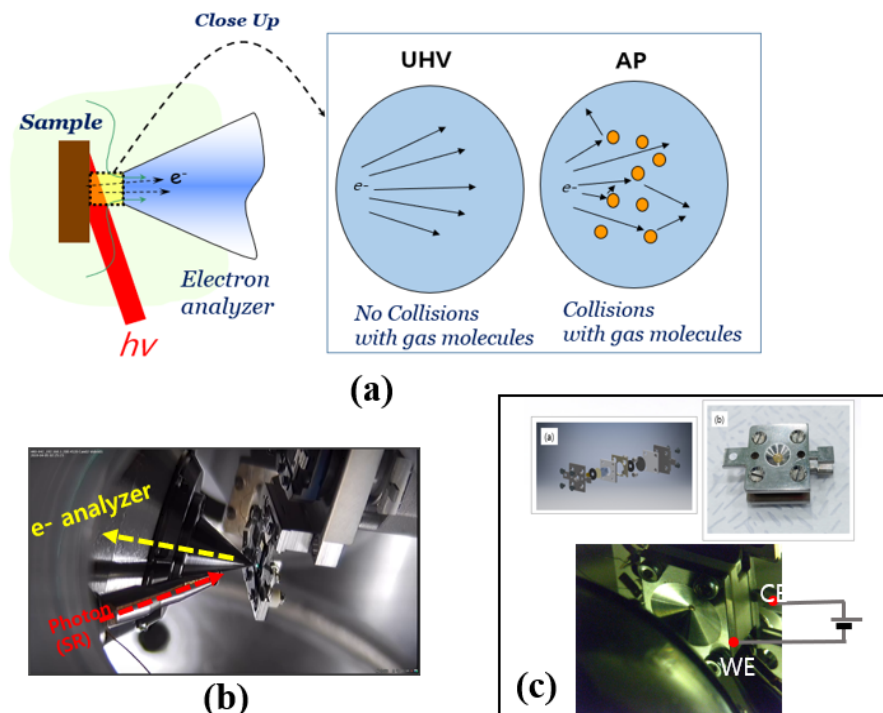 Close Up
Sample
e-
Electron
analyzer
hv
UHV
AP
e-
e-
No Collisions
with gas molecules
Collisions
with gas molecules
(a)
(a)
(b)
e- analyzer
Photon
(SR)
(b)
CE
WE
(c)